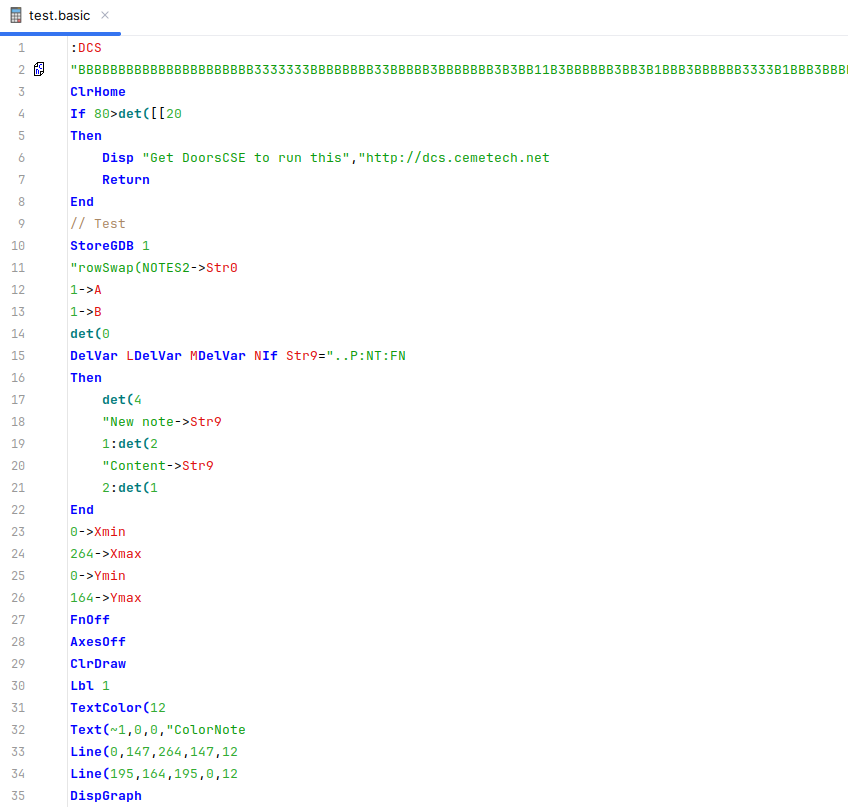 test.basic
1 :DCS
2 "BBBBBBBBBBBBBBBBBBBBBB3333333BBBBBBBB33BBBBB3BBBBBBB3B3BB11B3BBBBBB3BB3B1BBB3BBBBBB3333B1BBB3BBB
3 ClrHome
4 If 80>det([[20
5 Then
6 Disp "Get DoorsCSE to run this","http://dcs.cemetech.net
7 Return
8 End
9 // Test
10 StoreGDB 1
11 "rowSwap(NOTES2->Str0
12 1->A
13 1->B
14 det(0
15 DelVar LDelVar MDelVar NIf Str9="..P:NT:FN
16 Then
17 det(4
18 "New note->Str9
19 1:det(2
20 "Content->Str9
21 2:det(1
22 End
23 0->Xmin
24 264->Xmax
25 0->Ymin
26 164->Ymax
27 FnOff
28 AxesOff
29 ClrDraw
30 Lbl 1
31 TextColor(12
32 Text(~1,0,0,"ColorNote
33 Line(0,147,264,147,12
34 Line(195,164,195,0,12
35 DispGraph